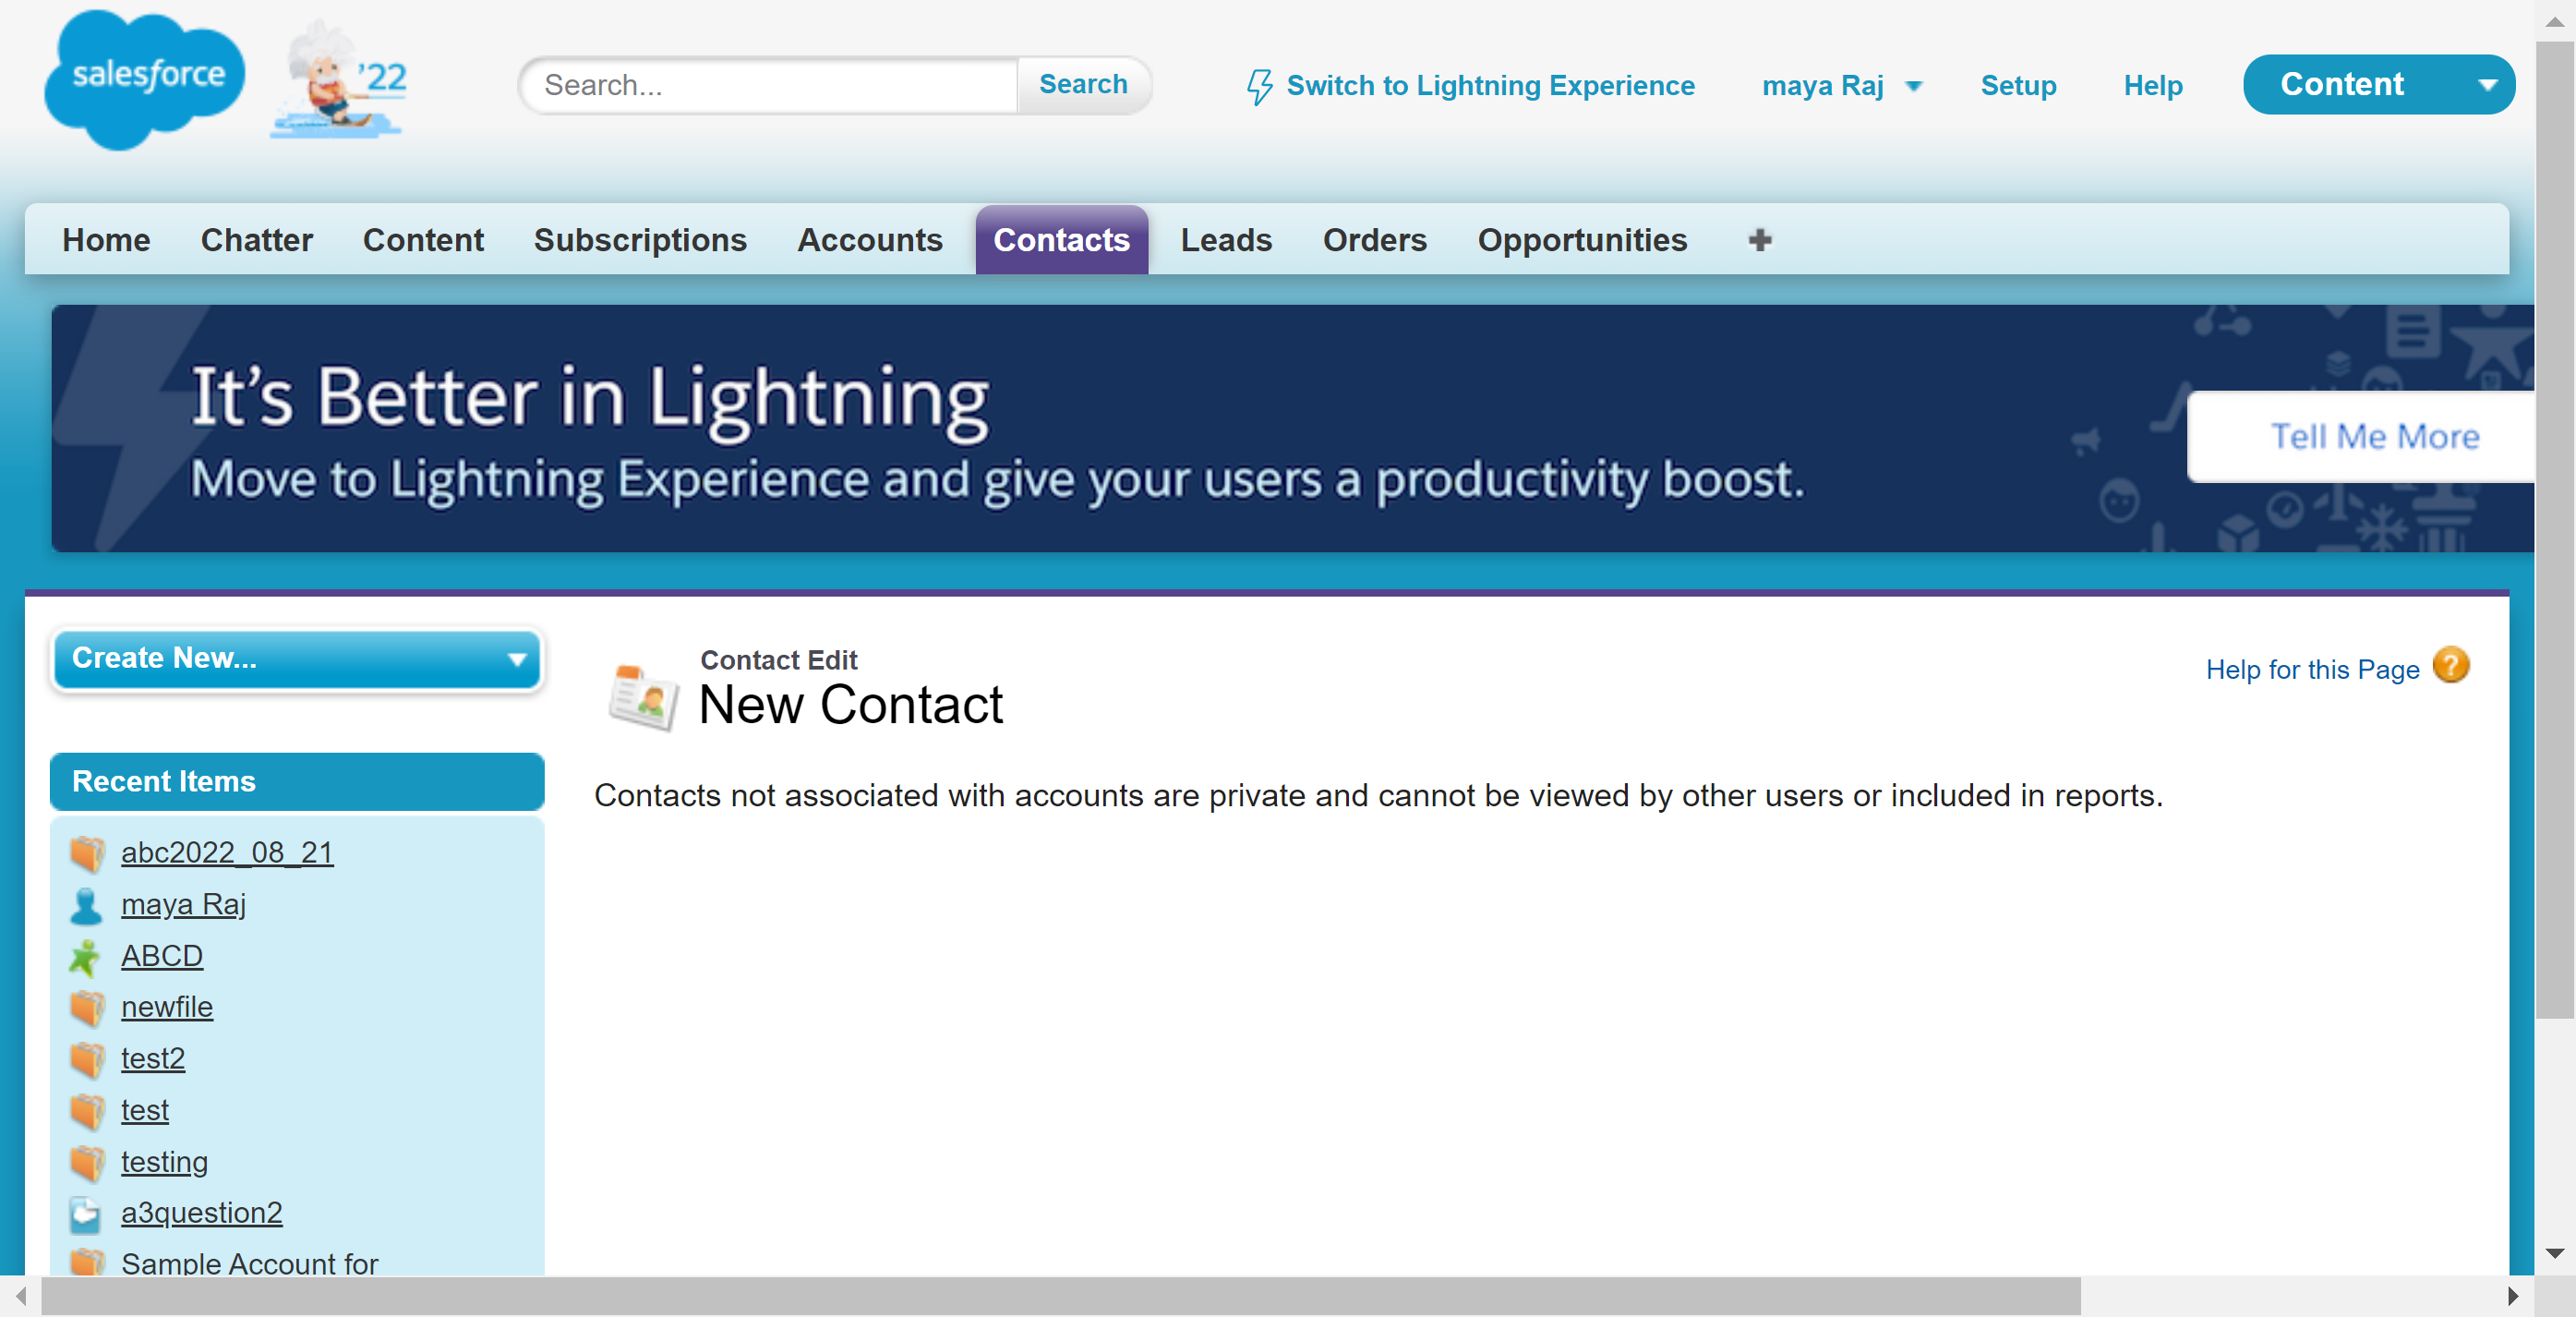 salesforce
'22
Search...
Search
Switch to Lightning Experience
maya Raj
Setup
Help
Content
Home
Chatter
Content
Subscriptions
Accounts
Contacts
Leads
Orders
Opportunities
It's Better in Lightning
Move to Lightning Experience and give your users a productivity boost.
Tell Me More
Create New...
Contact Edit
New Contact
Help for this Page
Recent Items
Contacts not associated with accounts are private and cannot be viewed by other users or included in reports.
abc2022_08_21
maya Raj
ABCD
newfile
test2
test
testing
a3question2
Sample Account for